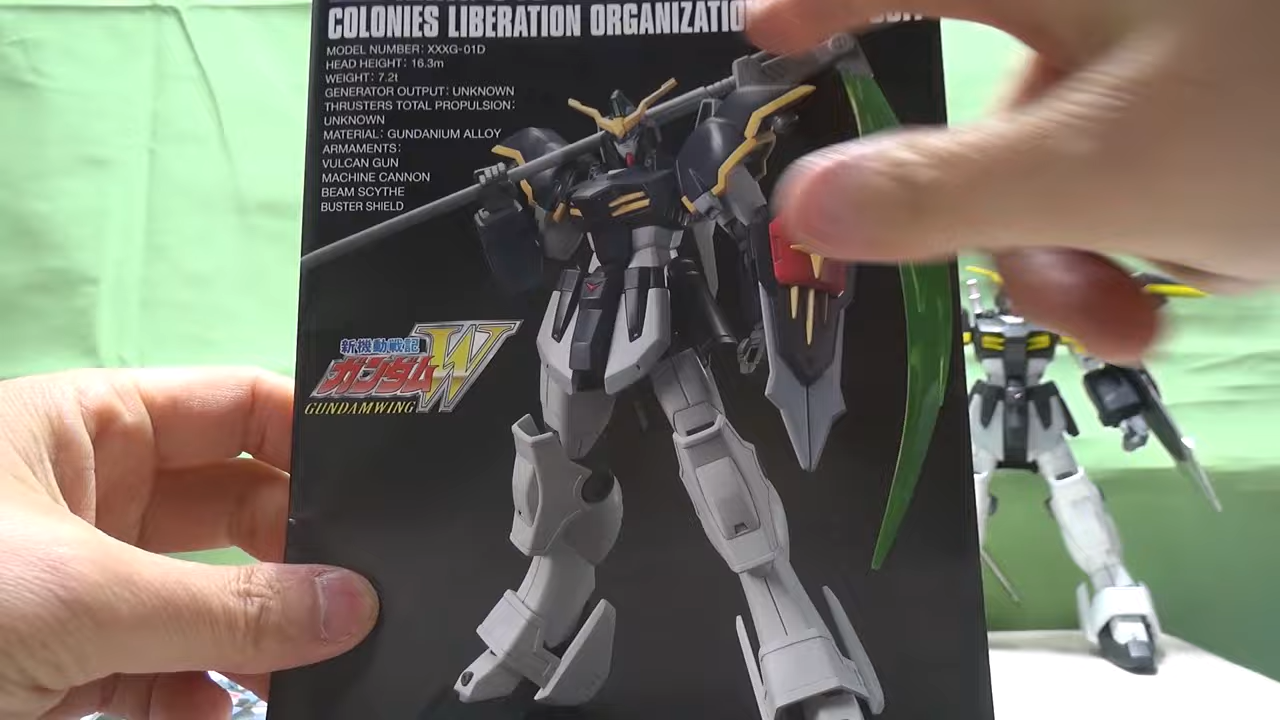 COLONIES LIBERATION ORGANIZATIO
MODEL NUMBER: XXXG-01D
HEAD HEIGHT: 16.3m
WEIGHT: 7.2t
GENERATOR OUTPUT: UNKNOWN
THRUSTERS TOTAL PROPULSION:
UNKNOWN
MATERIAL: GUNDANIUM ALLOY
ARMAMENTS:
VULCAN GUN
MACHINE CANNON
BEAM SCYTHE
BUSTER SHIELD
新機動戦記
ガンダムW
GUNDAMWING